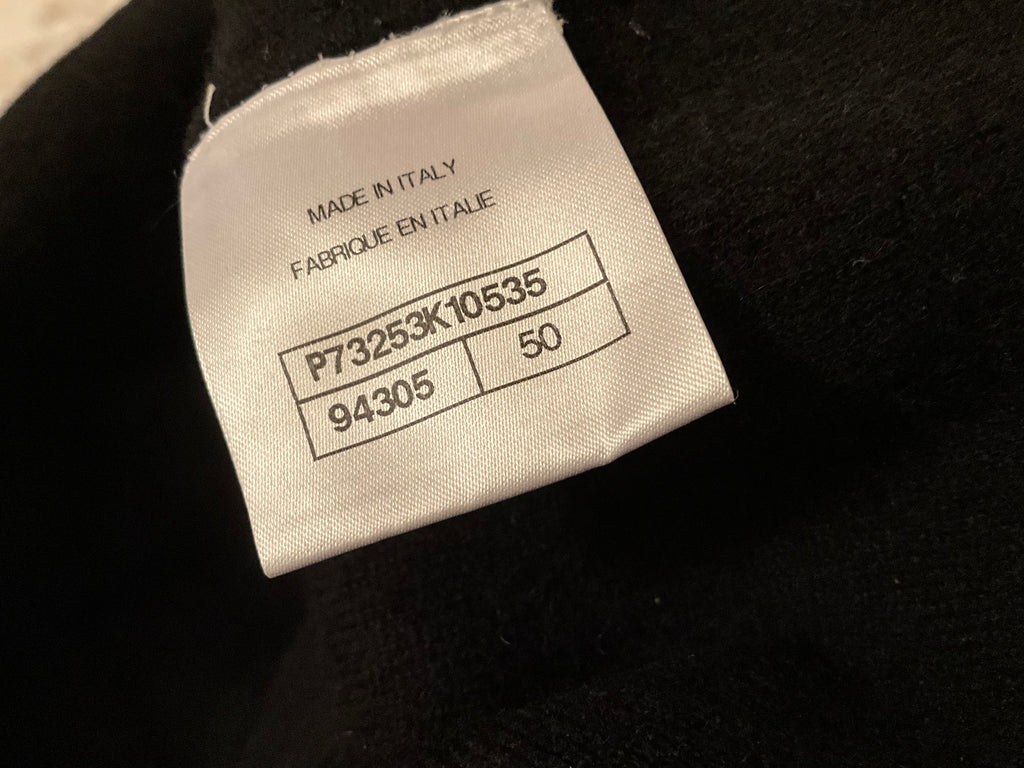 MADE IN ITALY
FABRIQUE EN ITALIE
P73253K10535
94305 50